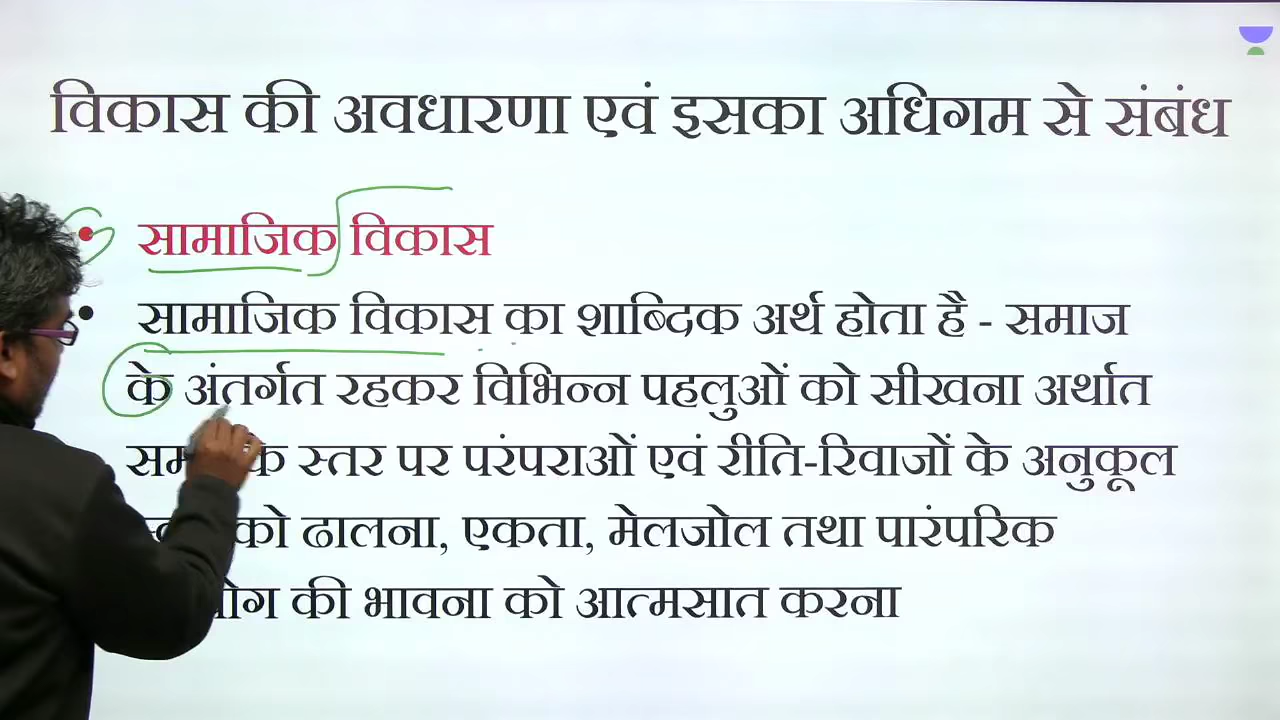 विकास की अवधारणा एवं इसका अधिगम से संबंध
सामाजिक विकास
सामाजिक विकास का शाब्दिक अर्थ होता है - समाज
के अंतर्गत रहकर विभिन्न पहलुओं को सीखना अर्थात
स्तर पर परंपराओं एवं रीति-रिवाजों के अनुकूल
को ढालना, एकता, मेलजोल तथा पारंपरिक
की भावना को आत्मसात करना